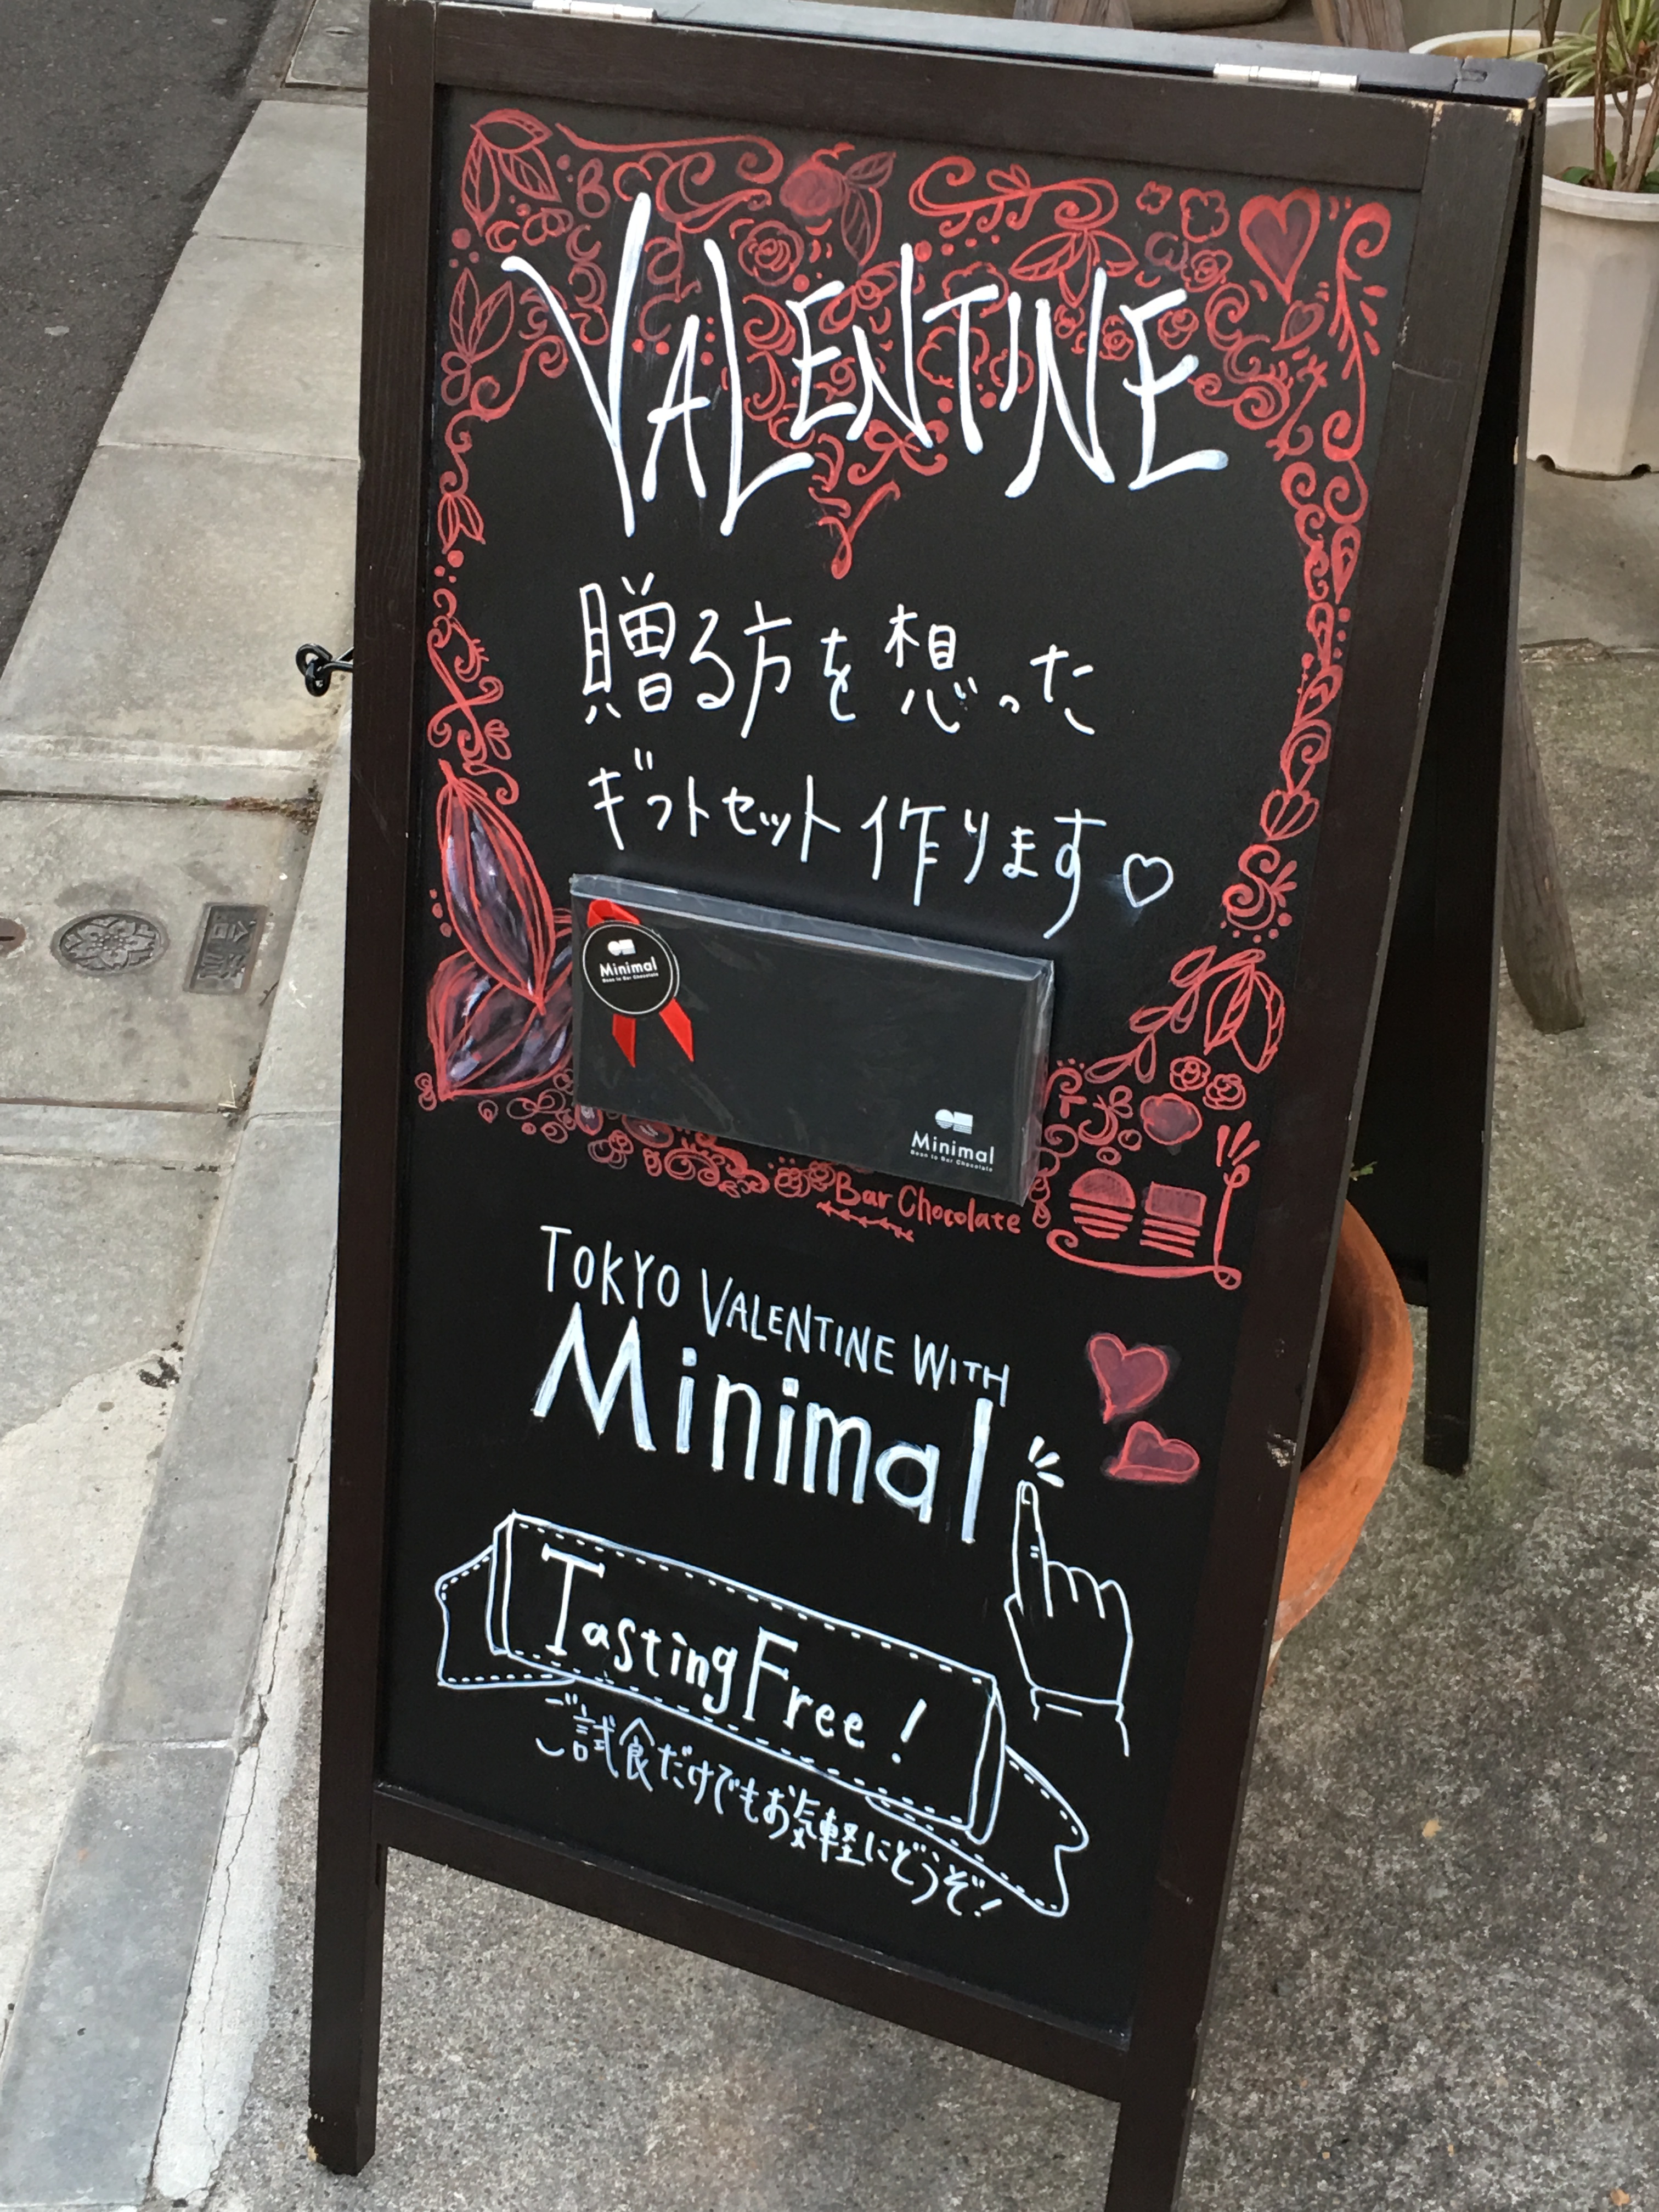 VALENTINE
贈る方を想った
ギフトセット作ります♡
Minimal
Bean to Bar Chocolate
Minimal
Bean to Bar Chocolate
Bar Chocolate
TOKYO VALENTINE WITH
Minimal
Tasting Free!
ご試食だけでもお気軽にどうぞ!